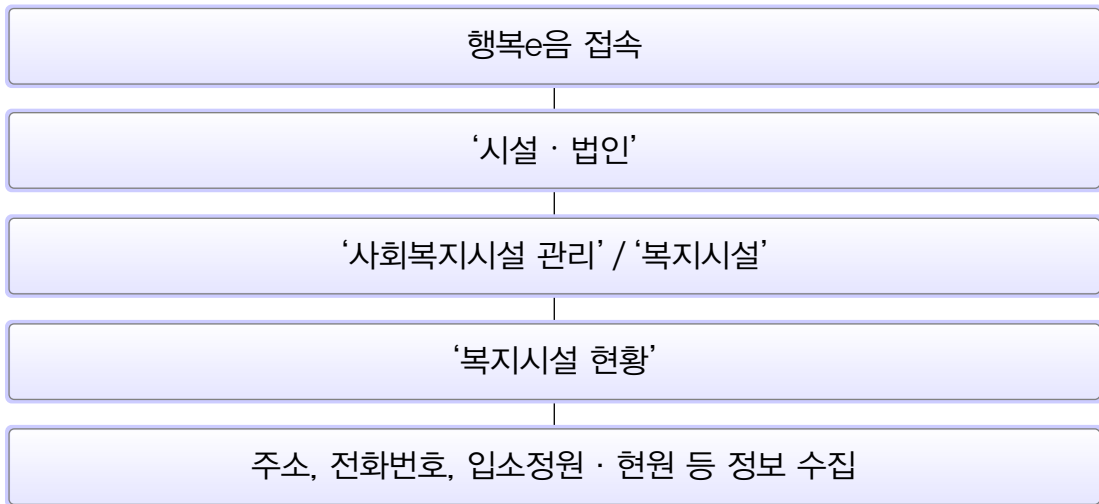 행복e음 접속
‘시설 · 법인’
‘사회복지시설 관리’ / ‘복지시설’
‘복지시설 현황’
주소, 전화번호, 입소정원 · 현원 등 정보 수집